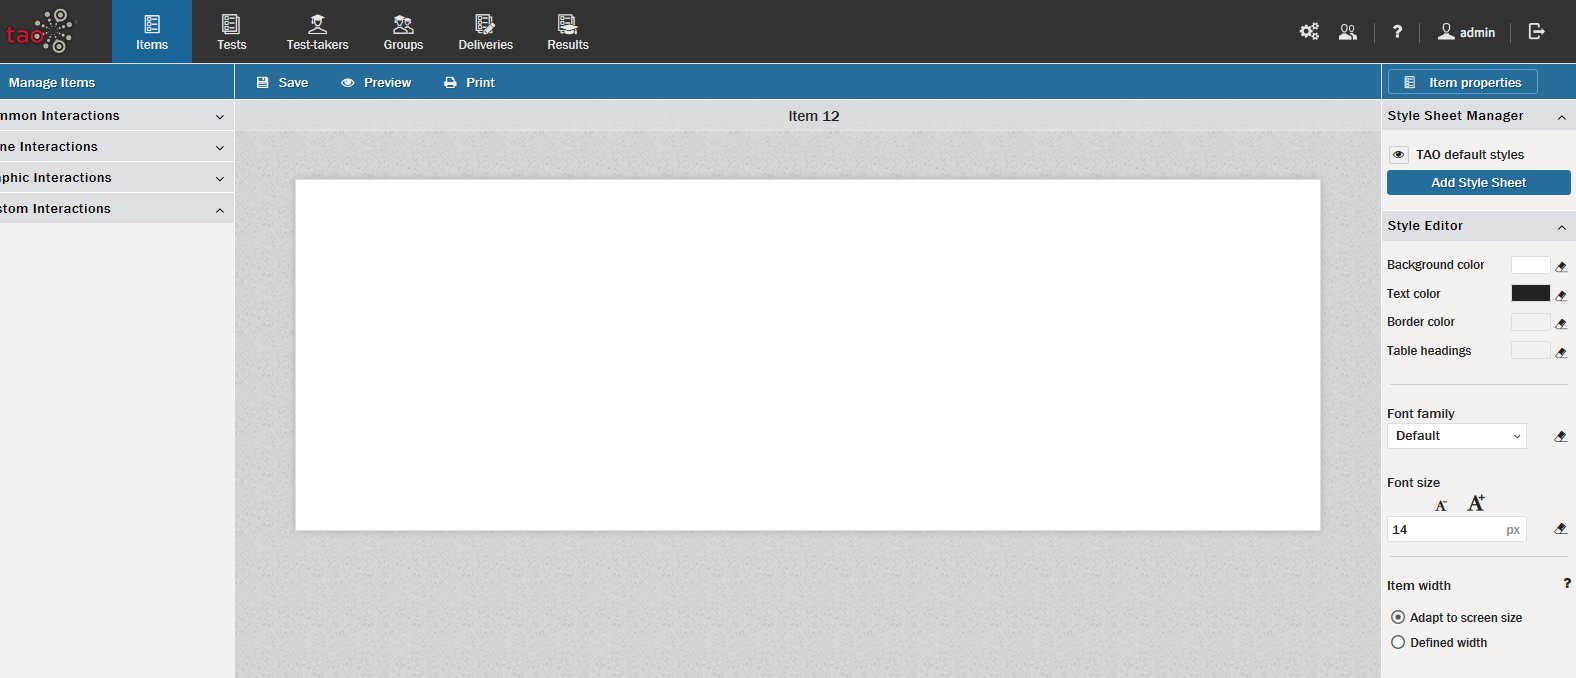 tao
Items
Tests
Test-takers
Groups
Deliveries
Results
?
admin
Manage Items
Save
Preview
Print
Item properties
mmon Interactions
ne Interactions
phic Interactions
stom Interactions
Item 12
Style Sheet Manager
TAO default styles
Add Style Sheet
Style Editor
Background color
Text color
Border color
Table headings
Font family
Default
Font size
A- A+
14 px
Item width ?
Adapt to screen size
Defined width